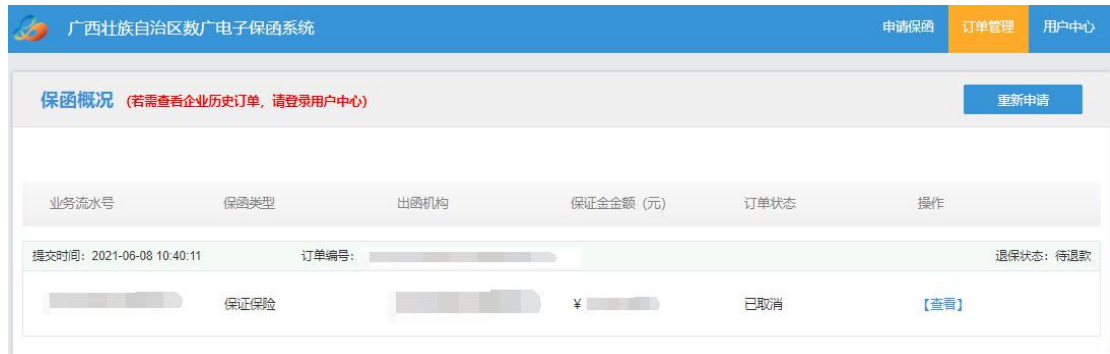 广西壮族自治区数广电子保函系统 申请保函 订单管理 用户中心
保函概况 (若需查看企业历史订单，请登录用户中心) 重新申请
业务流水号 保函类型 出函机构 保证金金额（元） 订单状态 操作
提交时间：2021-06-08 10:40:11 订单编号： 退保状态：待退款
保证保险 ¥ 已取消 【查看】